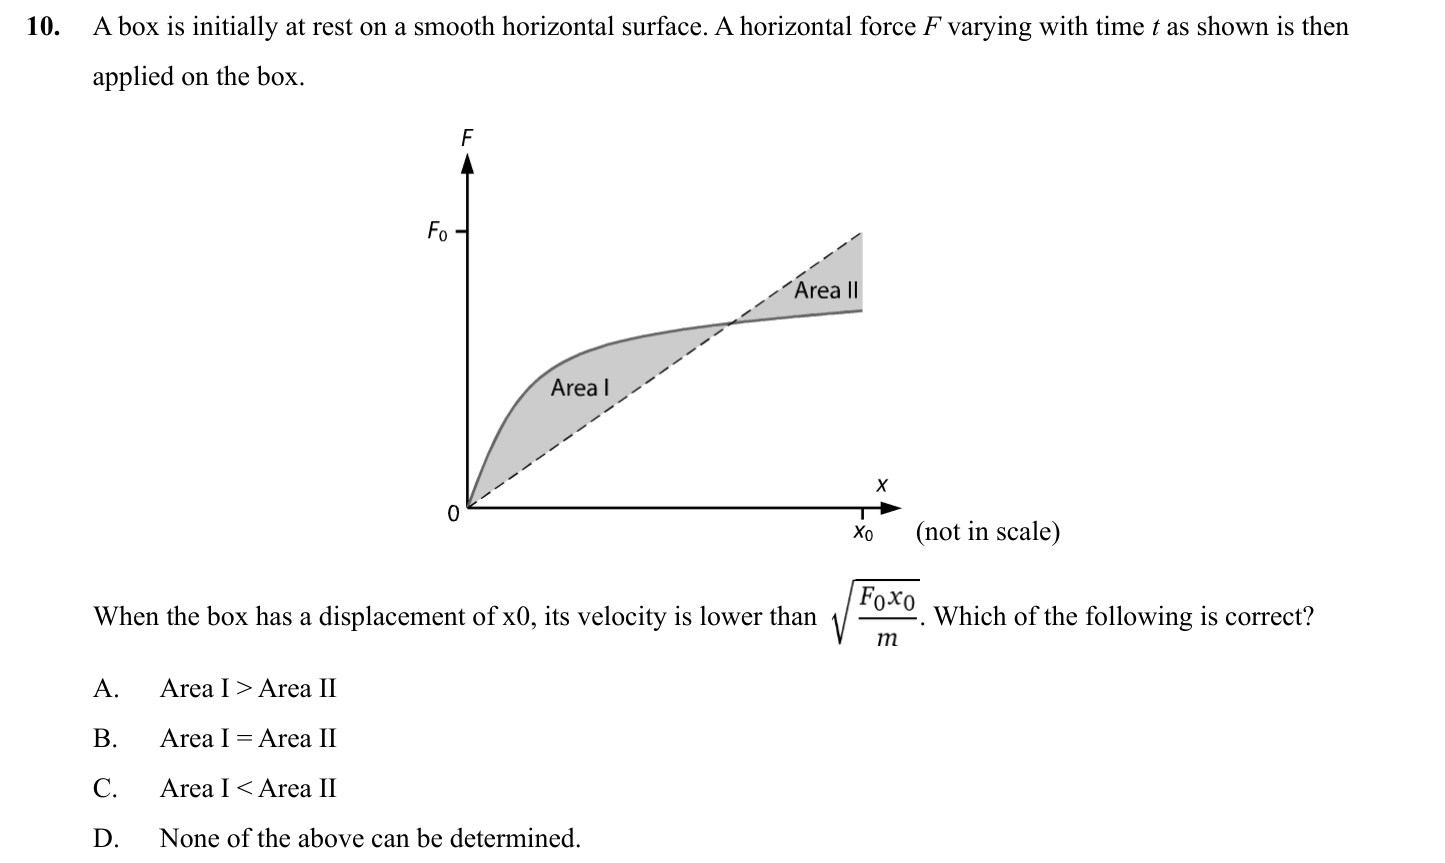 10. A box is initially at rest on a smooth horizontal surface. A horizontal force F varying with time t as shown is then
applied on the box.
F
F₀
Area II
Area I
x
0
x₀
(not in scale)
When the box has a displacement of x0, its velocity is lower than √(F₀x₀/m). Which of the following is correct?
A. Area I > Area II
B. Area I = Area II
C. Area I < Area II
D. None of the above can be determined.